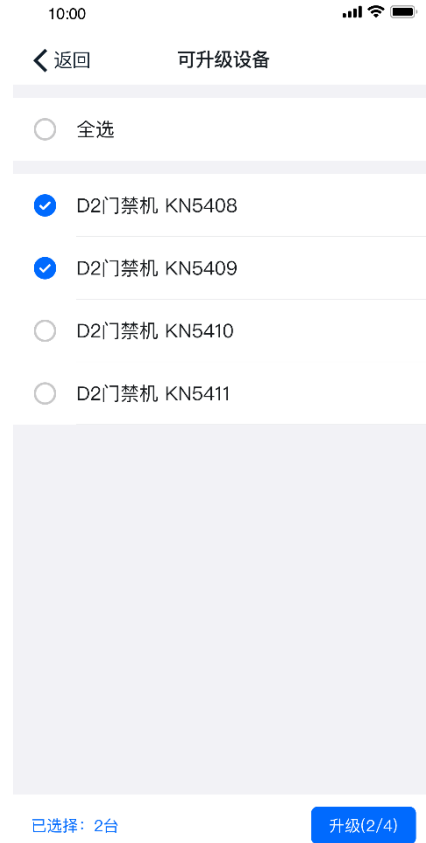 10:00
返回
可升级设备
全选
D2门禁机 KN5408
D2门禁机 KN5409
D2门禁机 KN5410
D2门禁机 KN5411
已选择：2台
升级(2/4)